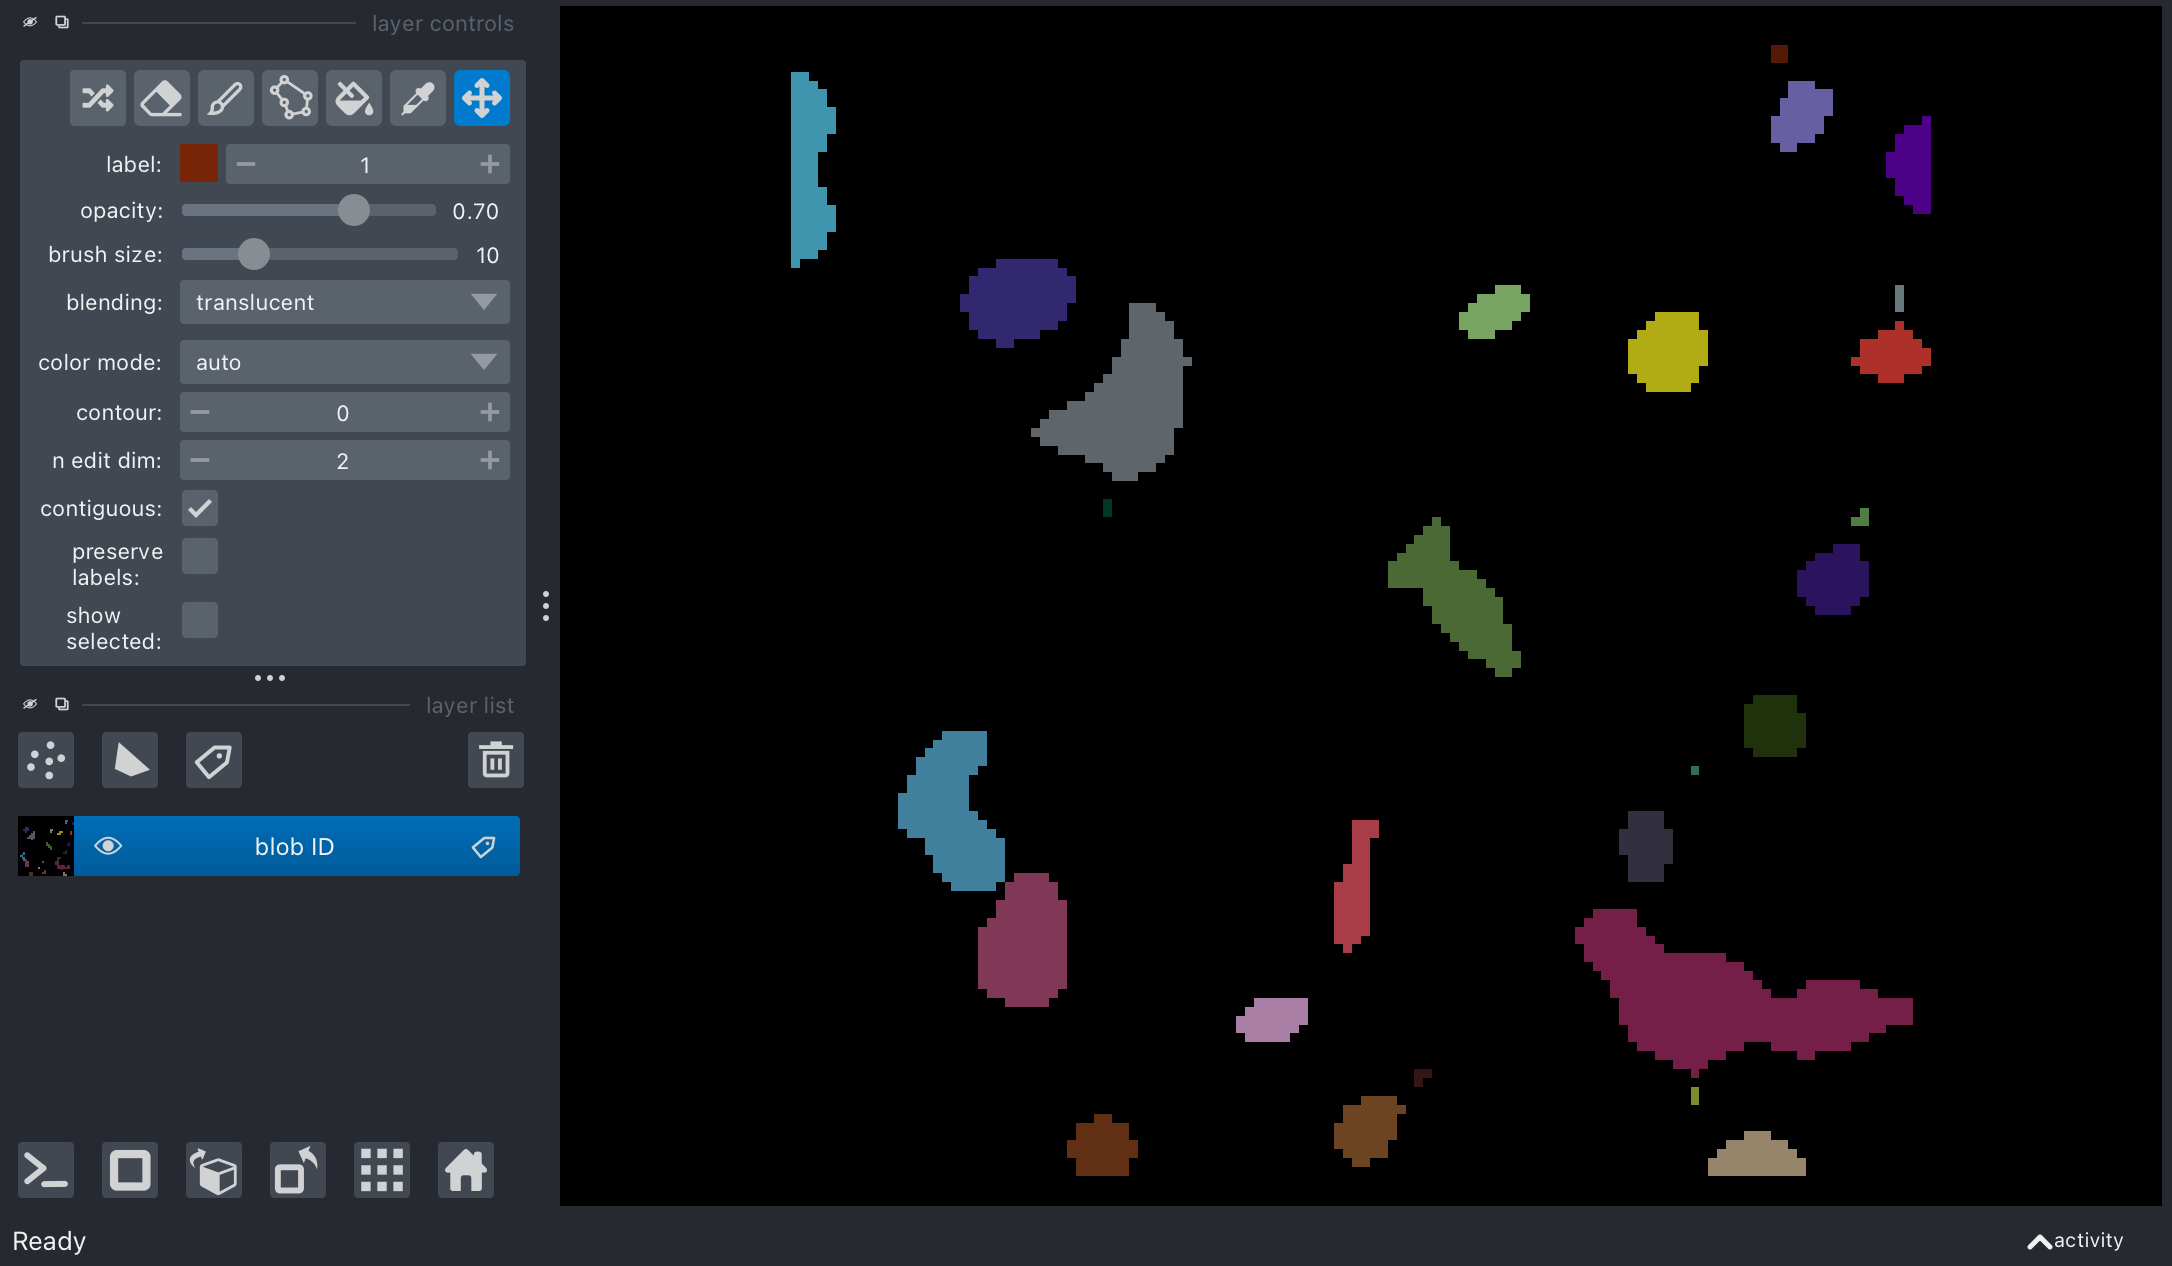 layer controls
label:
1
opacity:
0.70
brush size:
10
blending:
translucent
color mode:
auto
contour:
0
n edit dim:
2
contiguous:
preserve
labels:
show
selected:
layer list
blob ID
Ready
activity